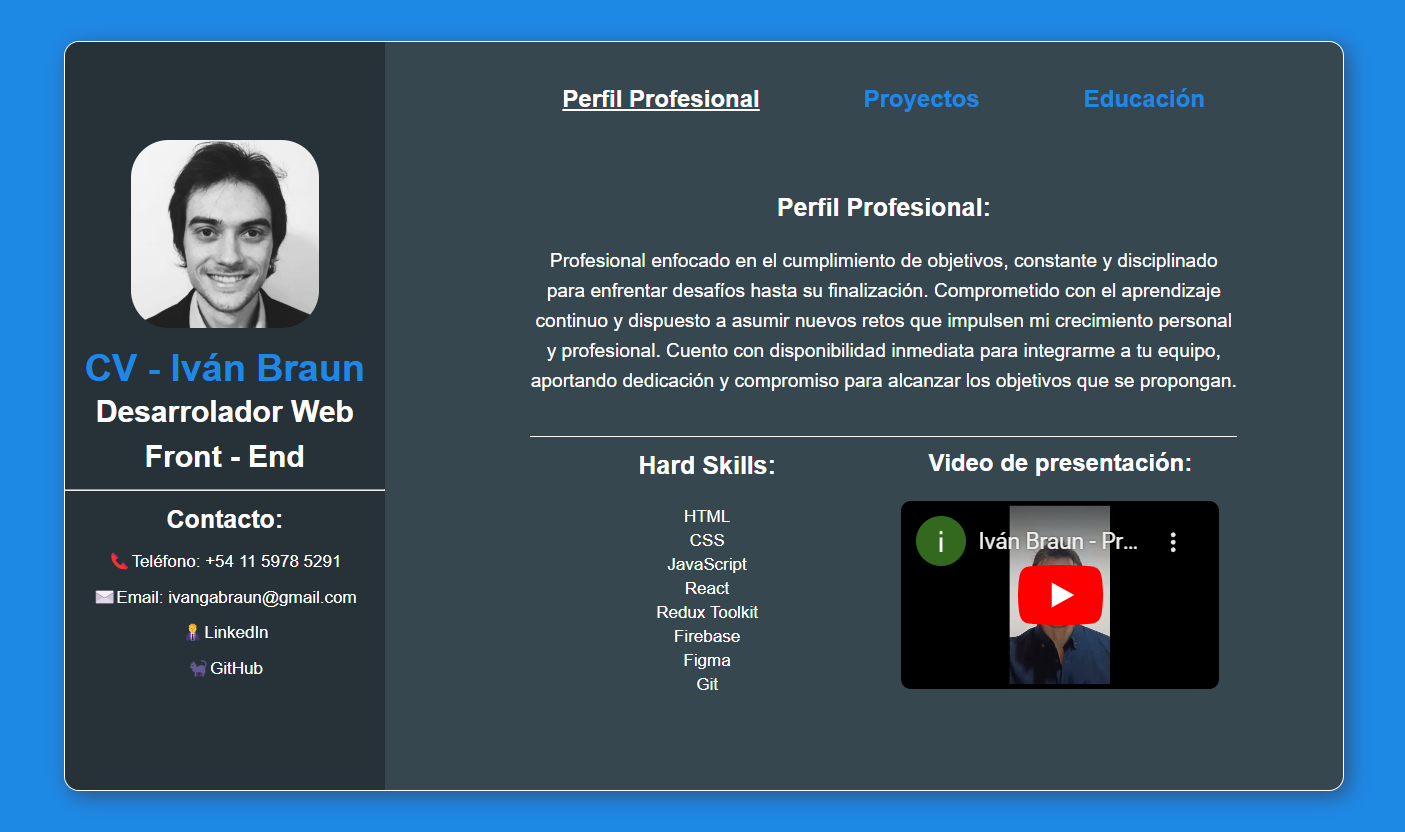 CV - Iván Braun
Desarrolador Web
Front - End
Contacto:
📞 Teléfono: +54 11 5978 5291
✉️ Email: ivangabraun@gmail.com
LinkedIn
🐈‍⬛ GitHub
Perfil Profesional
Proyectos
Educación
Perfil Profesional:
Profesional enfocado en el cumplimiento de objetivos, constante y disciplinado
para enfrentar desafíos hasta su finalización. Comprometido con el aprendizaje
continuo y dispuesto a asumir nuevos retos que impulsen mi crecimiento personal
y profesional. Cuento con disponibilidad inmediata para integrarme a tu equipo,
aportando dedicación y compromiso para alcanzar los objetivos que se propongan.
Hard Skills:
HTML
CSS
JavaScript
React
Redux Toolkit
Firebase
Figma
Git
Video de presentación:
i
Iván Braun - Pr...